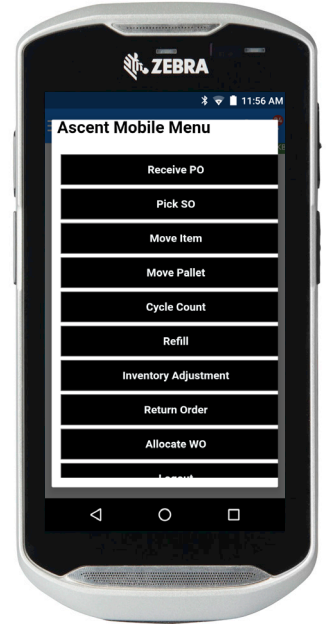 ZEBRA
11:56 AM
Ascent Mobile Menu
Receive PO
Pick SO
Move Item
Move Pallet
Cycle Count
Refill
Inventory Adjustment
Return Order
Allocate WO
Logout